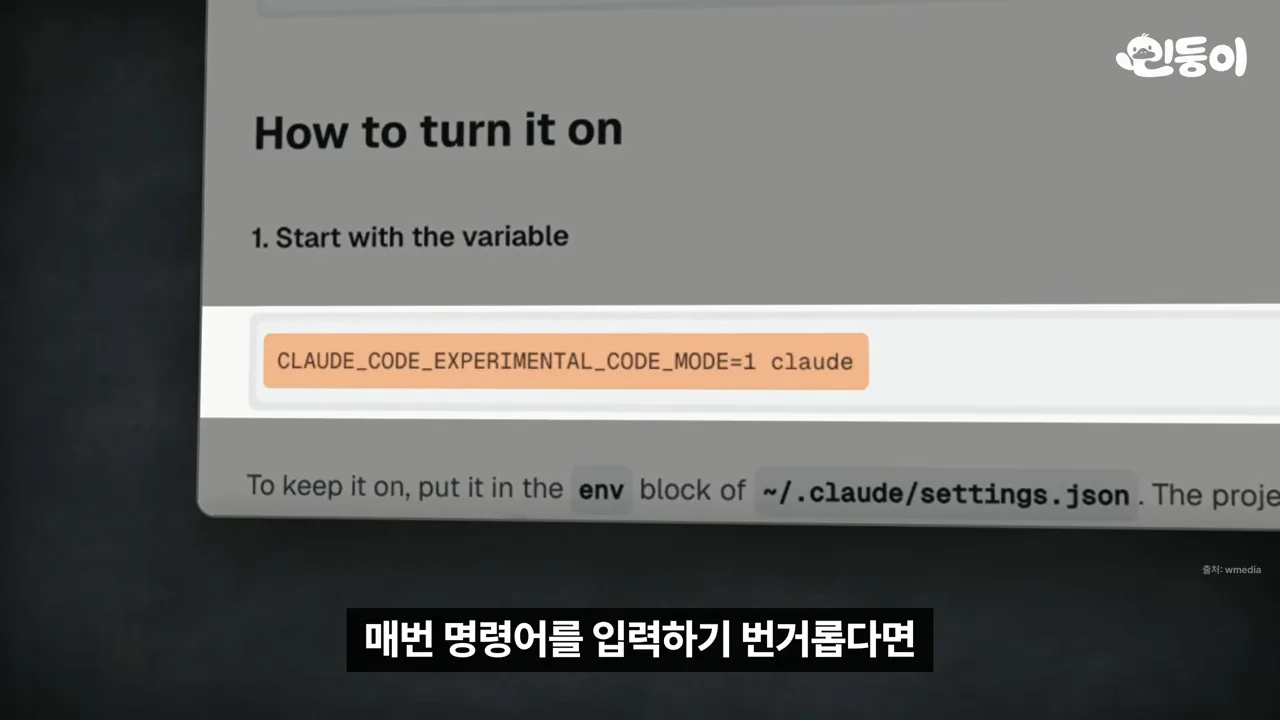 인둥이
How to turn it on
1. Start with the variable
CLAUDE_CODE_EXPERIMENTAL_CODE_MODE=1 claude
To keep it on, put it in the env block of ~/.claude/settings.json. The proje
출처: wmedia
매번 명령어를 입력하기 번거롭다면